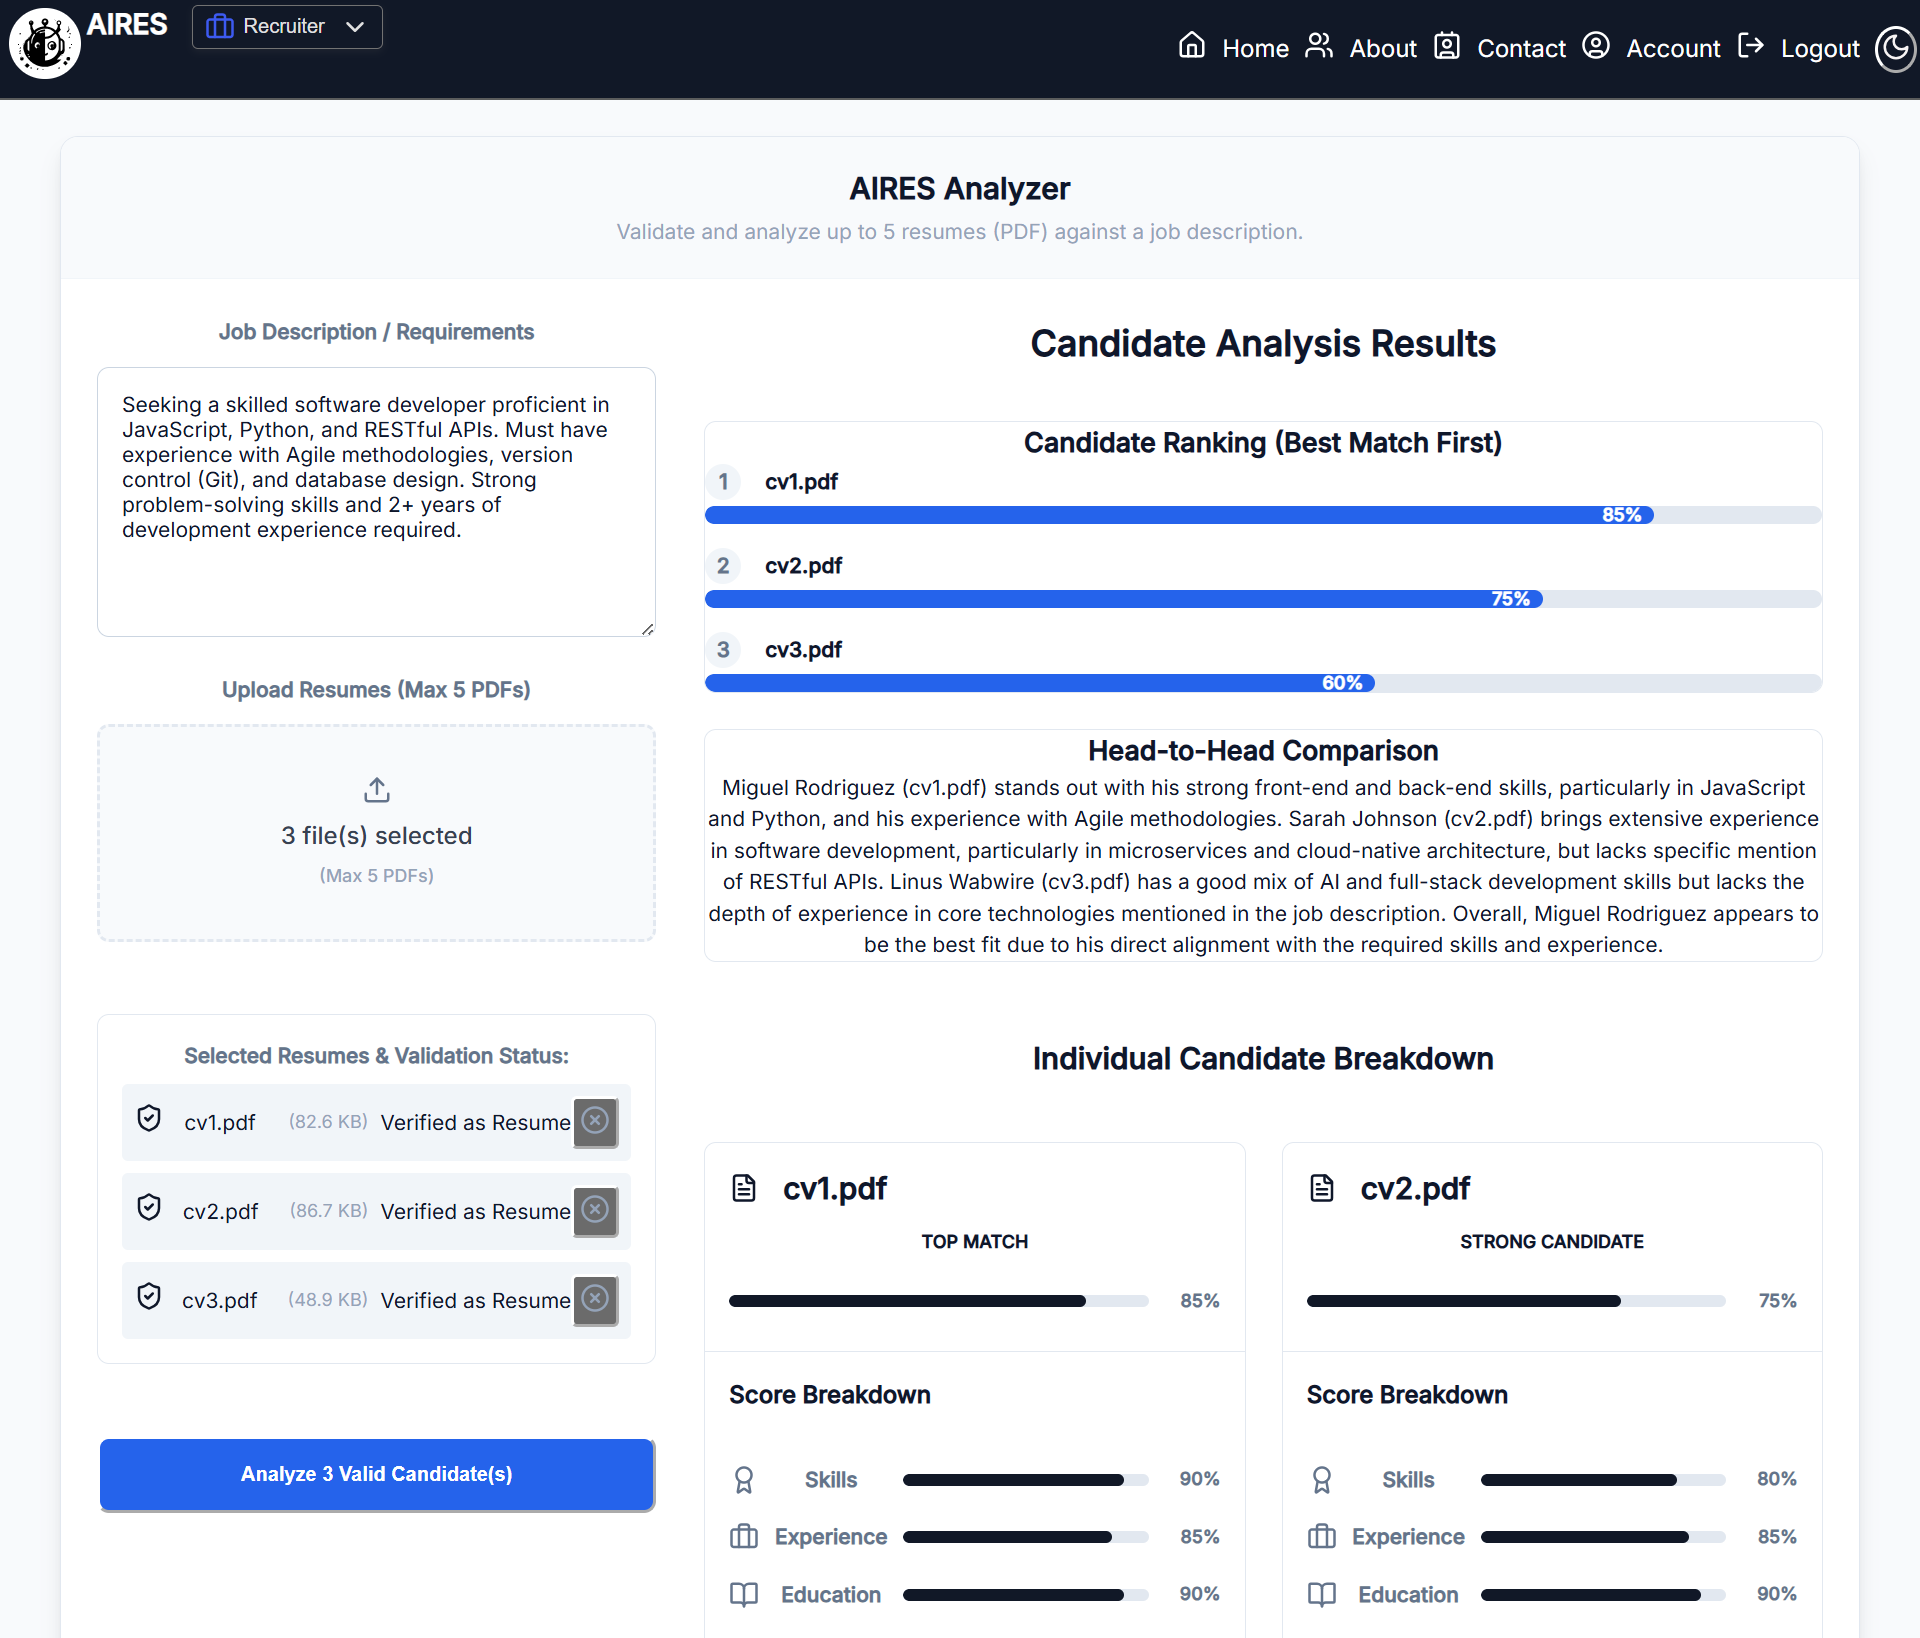 AIRES
Recruiter
Home
About
Contact
Account
Logout
AIRES Analyzer
Validate and analyze up to 5 resumes (PDF) against a job description.
Job Description / Requirements
Seeking a skilled software developer proficient in
JavaScript, Python, and RESTful APIs. Must have
experience with Agile methodologies, version
control (Git), and database design. Strong
problem-solving skills and 2+ years of
development experience required.
Upload Resumes (Max 5 PDFs)
3 file(s) selected
(Max 5 PDFs)
Selected Resumes & Validation Status:
cv1.pdf (82.6 KB) Verified as Resume
cv2.pdf (86.7 KB) Verified as Resume
cv3.pdf (48.9 KB) Verified as Resume
Analyze 3 Valid Candidate(s)
Candidate Analysis Results
Candidate Ranking (Best Match First)
1 cv1.pdf
85%
2 cv2.pdf
75%
3 cv3.pdf
60%
Head-to-Head Comparison
Miguel Rodriguez (cv1.pdf) stands out with his strong front-end and back-end skills, particularly in JavaScript
and Python, and his experience with Agile methodologies. Sarah Johnson (cv2.pdf) brings extensive experience
in software development, particularly in microservices and cloud-native architecture, but lacks specific mention
of RESTful APIs. Linus Wabwire (cv3.pdf) has a good mix of AI and full-stack development skills but lacks the
depth of experience in core technologies mentioned in the job description. Overall, Miguel Rodriguez appears to
be the best fit due to his direct alignment with the required skills and experience.
Individual Candidate Breakdown
cv1.pdf
TOP MATCH
85%
Score Breakdown
Skills 90%
Experience 85%
Education 90%
cv2.pdf
STRONG CANDIDATE
75%
Score Breakdown
Skills 80%
Experience 85%
Education 90%